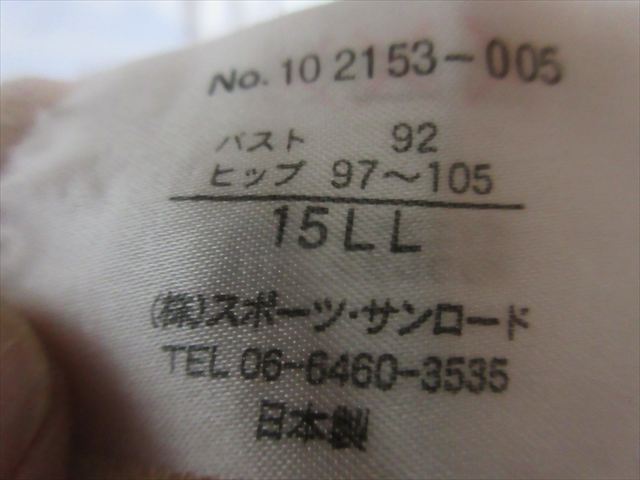 No. 10 2153-005
バスト 92
ヒップ 97~105
15LL
(株)スポーツ・サンロード
TEL 06-6460-3535
日本製